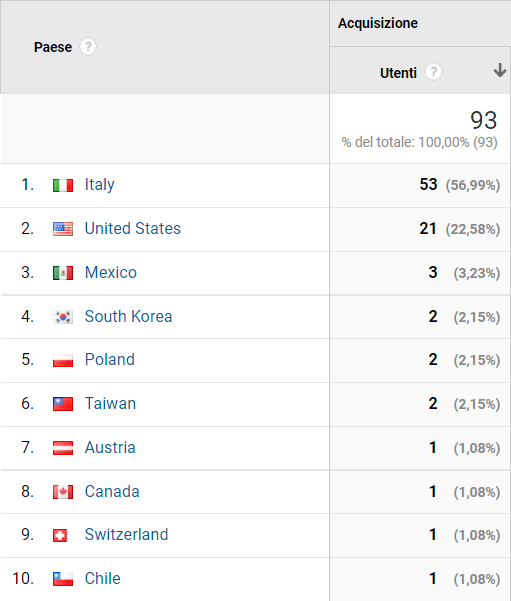 Paese ?
Acquisizione
Utenti ?
93
% del totale: 100,00% (93)
1. Italy 53 (56,99%)
2. United States 21 (22,58%)
3. Mexico 3 (3,23%)
4. South Korea 2 (2,15%)
5. Poland 2 (2,15%)
6. Taiwan 2 (2,15%)
7. Austria 1 (1,08%)
8. Canada 1 (1,08%)
9. Switzerland 1 (1,08%)
10. Chile 1 (1,08%)